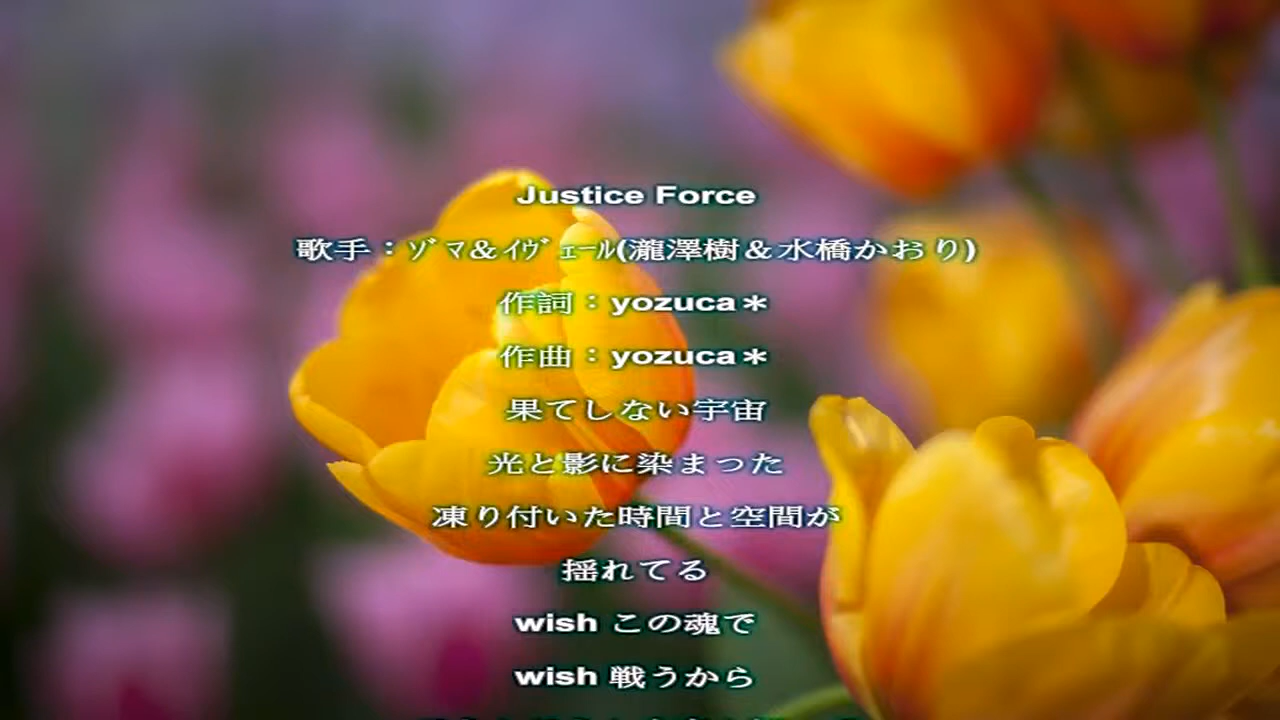 Justice Force
歌手：ｿﾞﾏ&ｲｳﾞｪｰﾙ(瀧澤樹＆水橋かおり)
作詞：yozuca＊
作曲：yozuca＊
果てしない宇宙
光と影に染まった
凍り付いた時間と空間が
揺れてる
wish この魂で
wish 戦うから